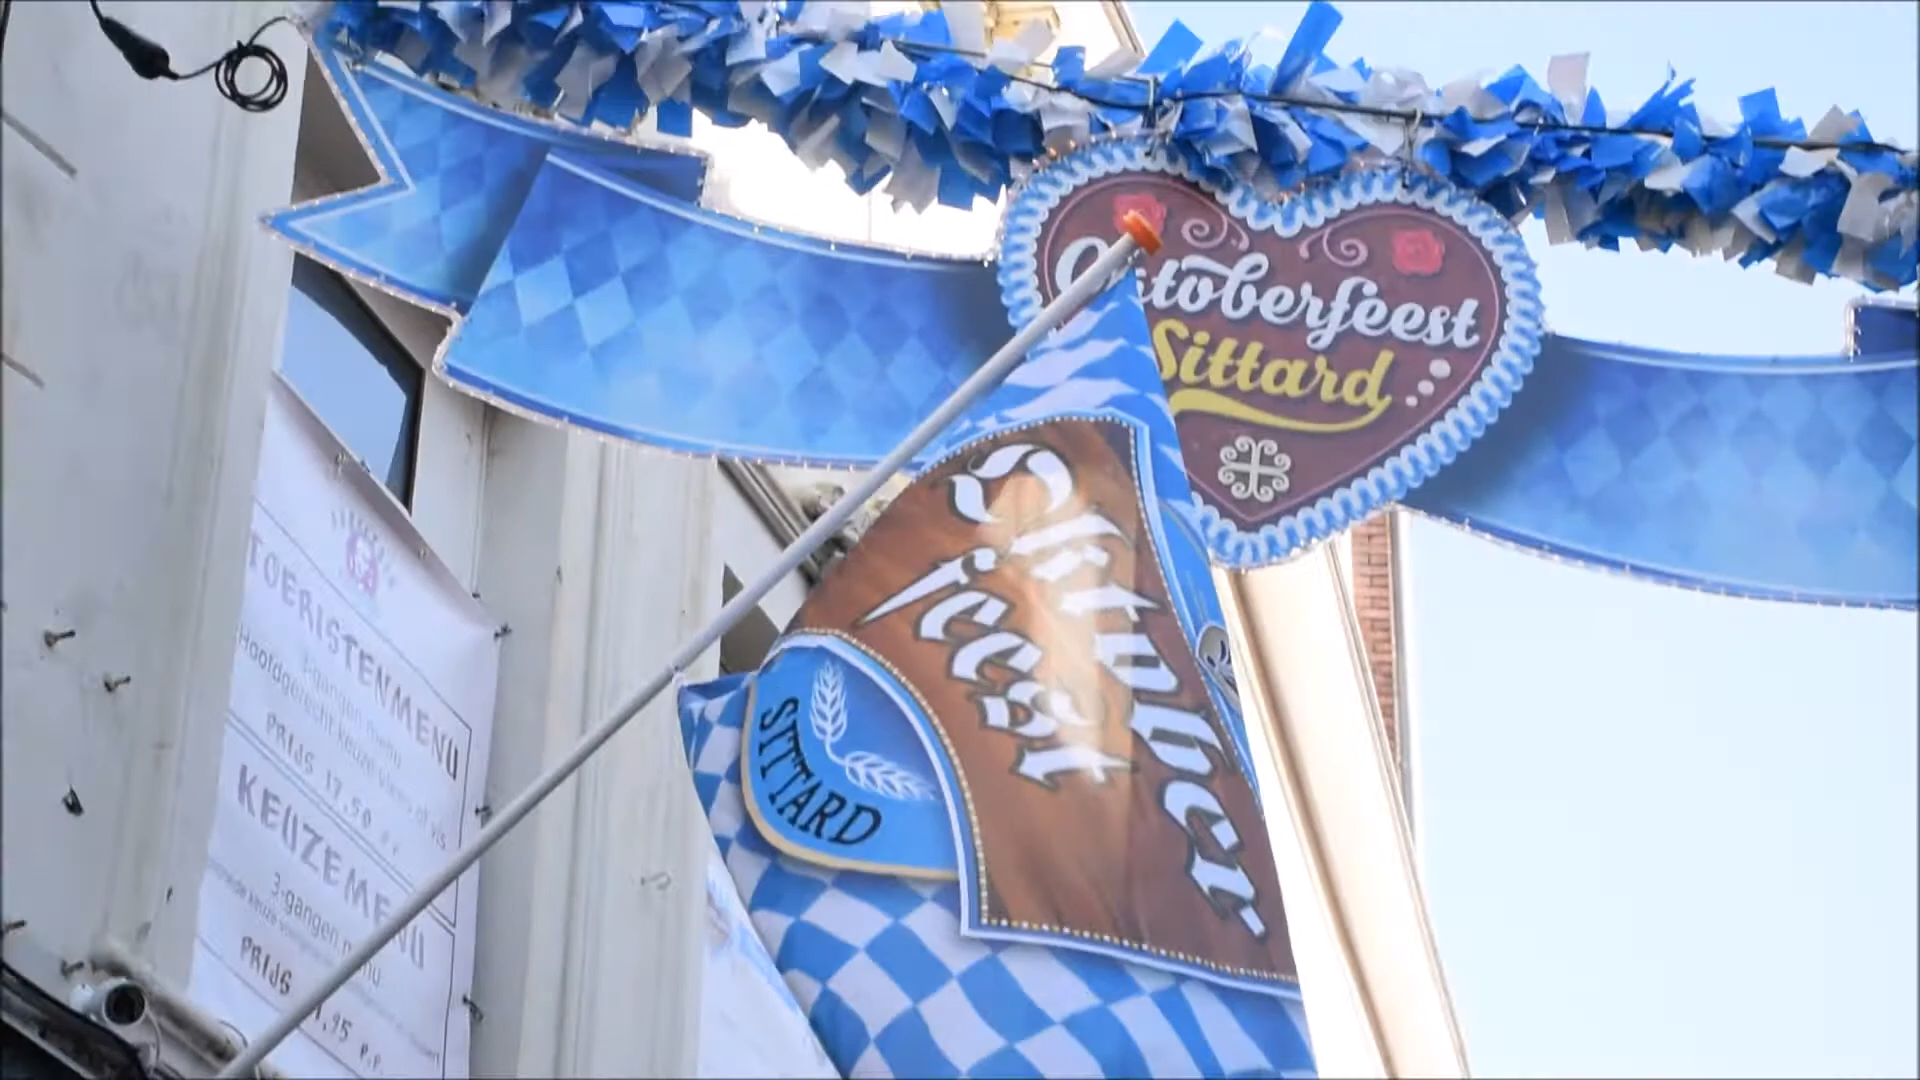 Oktoberfeest
Sittard
Oktober
feest
SITTARD
TOERISTENMENU
3-gangen menu
Hoofdgerecht keuze vlees of vis
PRIJS 17.50
KEUZEMENU
3-gangen menu
PRIJS
.95 P.P.